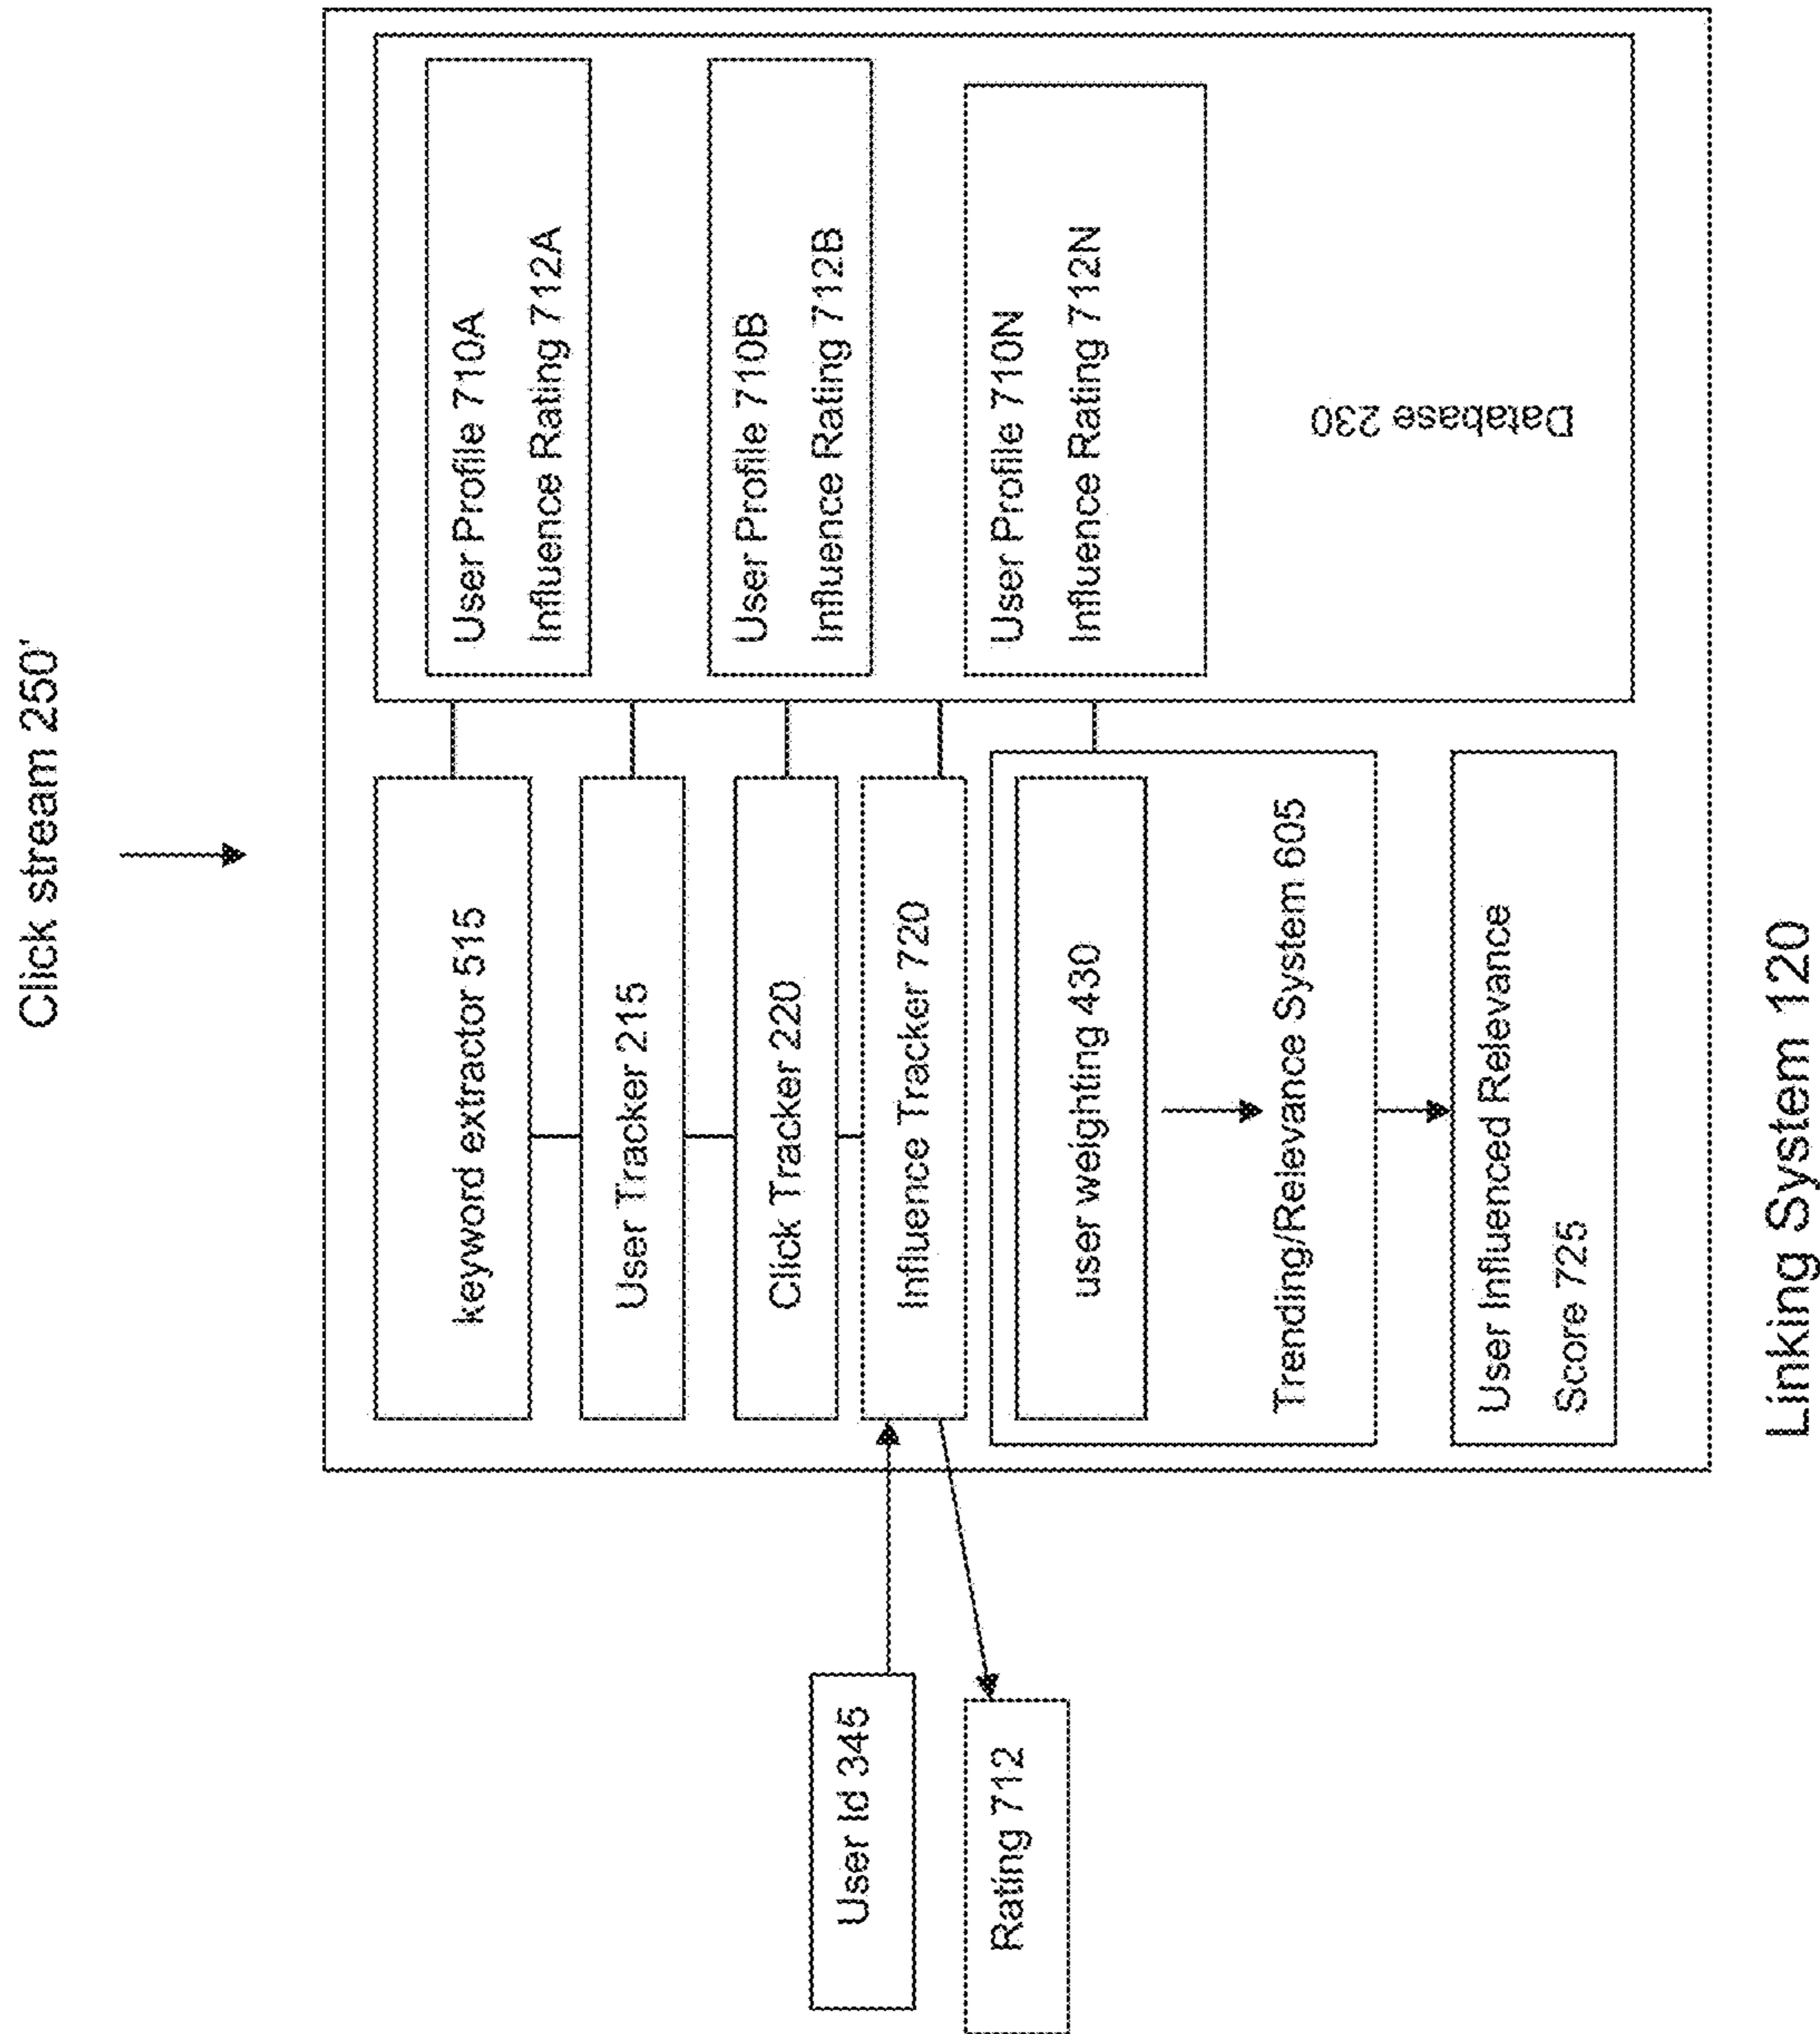 Click stream 250'
keyword extractor 515
User Tracker 215
Click Tracker 220
Influence Tracker 720
user weighting 430
Trending/Relevance System 605
User Influenced Relevance
Score 725
User Profile 710A
Influence Rating 712A
User Profile 710B
Influence Rating 712B
User Profile 710N
Influence Rating 712N
Database 230
User Id 345
Rating 712
Linking System 120